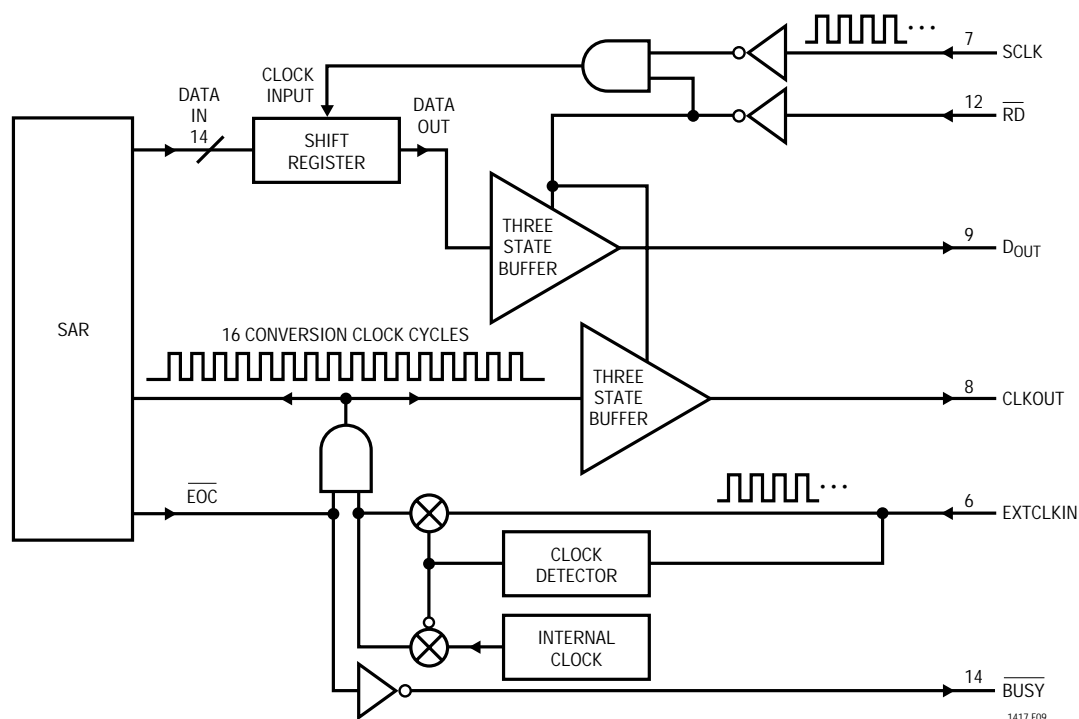 7
SCLK
CLOCK
INPUT
DATA
IN
14
DATA
OUT
12
RD
SHIFT
REGISTER
THREE
STATE
BUFFER
9
DOUT
SAR
16 CONVERSION CLOCK CYCLES
THREE
STATE
BUFFER
8
CLKOUT
EOC
6
EXTCLKIN
CLOCK
DETECTOR
INTERNAL
CLOCK
14
BUSY
1417 F09